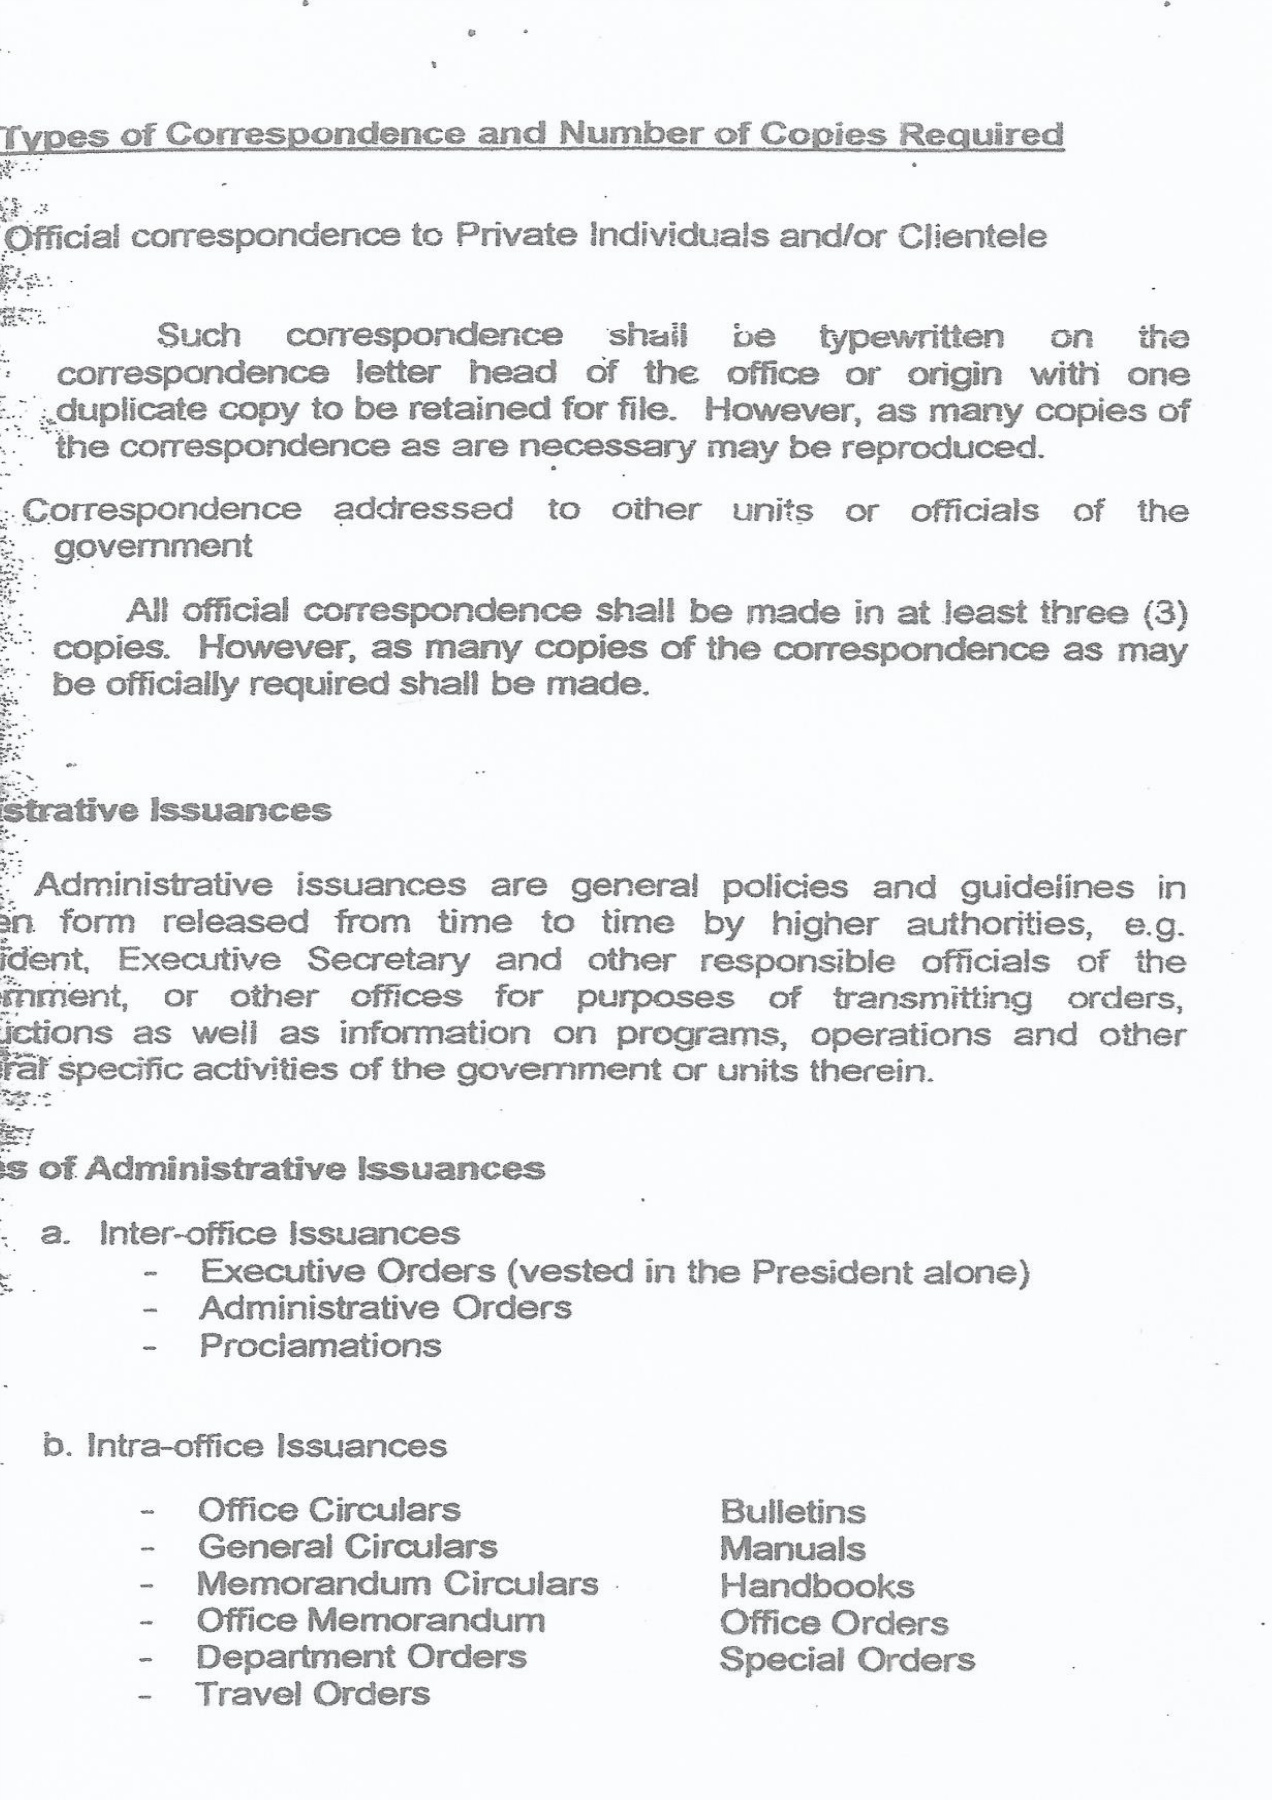 Types of Correspondence and Number of Copies Required
Official correspondence to Private Individuals and/or Clientele
Such correspondence shall be typewritten on the
correspondence letter head of the office or origin with one
duplicate copy to be retained for file. However, as many copies of
the correspondence as are necessary may be reproduced.
Correspondence addressed to other units or officials of the
government
All official correspondence shall be made in at least three (3)
copies. However, as many copies of the correspondence as may
be officially required shall be made.
strative Issuances
Administrative issuances are general policies and guidelines in
en form released from time to time by higher authorities, e.g.
ident, Executive Secretary and other responsible officials of the
rnment, or other offices for purposes of transmitting orders,
uctions as well as information on programs, operations and other
ral specific activities of the government or units therein.
s of Administrative Issuances
a. Inter-office Issuances
- Executive Orders (vested in the President alone)
- Administrative Orders
- Proclamations
b. Intra-office Issuances
- Office Circulars Bulletins
- General Circulars Manuals
- Memorandum Circulars Handbooks
- Office Memorandum Office Orders
- Department Orders Special Orders
- Travel Orders